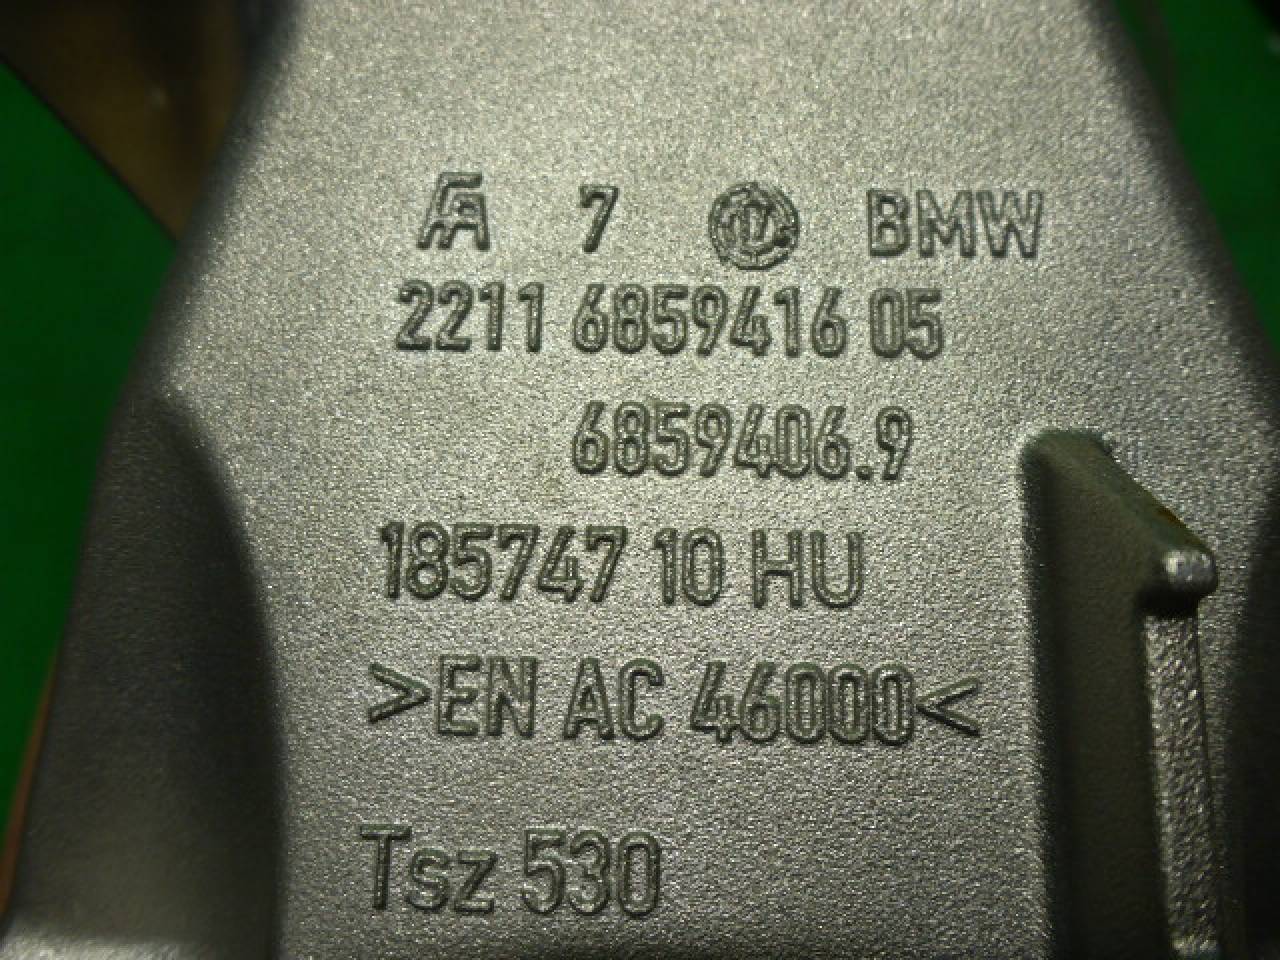 7 BMW
2211 6859416 05
6859406.9
185747 10 HU
>EN AC 46000<
Tsz 530